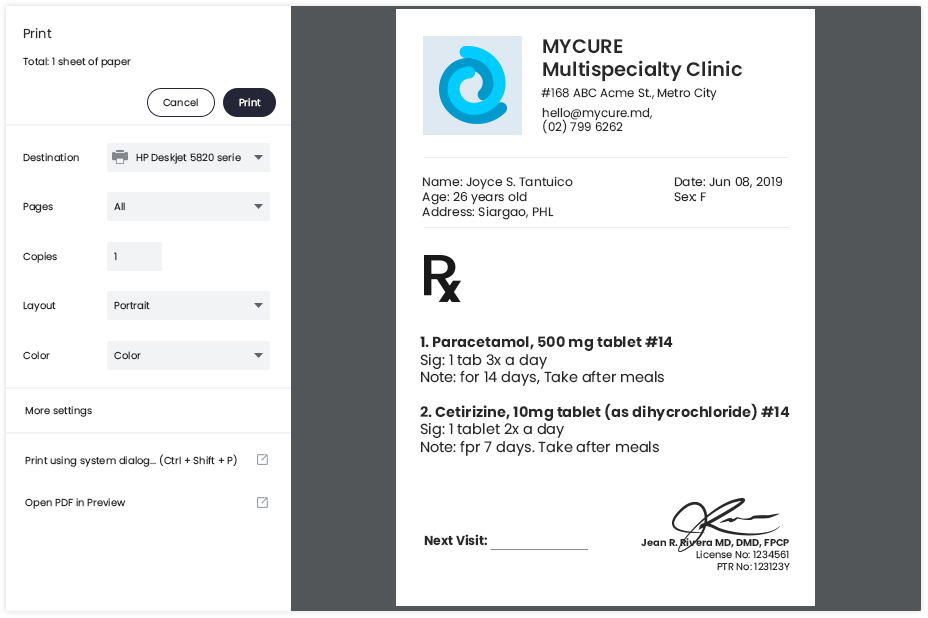 Print
Total: 1 sheet of paper
Cancel
Print
Destination
HP Deskjet 5820 serie
Pages
All
Copies
1
Layout
Portrait
Color
Color
More settings
Print using system dialog... (Ctrl + Shift + P)
Open PDF in Preview
MYCURE
Multispecialty Clinic
#168 ABC Acme St., Metro City
hello@mycure.md,
(02) 799 6262
Name: Joyce S. Tantuico
Date: Jun 08, 2019
Age: 26 years old
Sex: F
Address: Siargao, PHL
Rx
1. Paracetamol, 500 mg tablet #14
Sig: 1 tab 3x a day
Note: for 14 days, Take after meals
2. Cetirizine, 10mg tablet (as dihycrochloride) #14
Sig: 1 tablet 2x a day
Note: fpr 7 days. Take after meals
Next Visit:
Jean R. Rivera MD, DMD, FPCP
License No: 1234561
PTR No: 123123Y